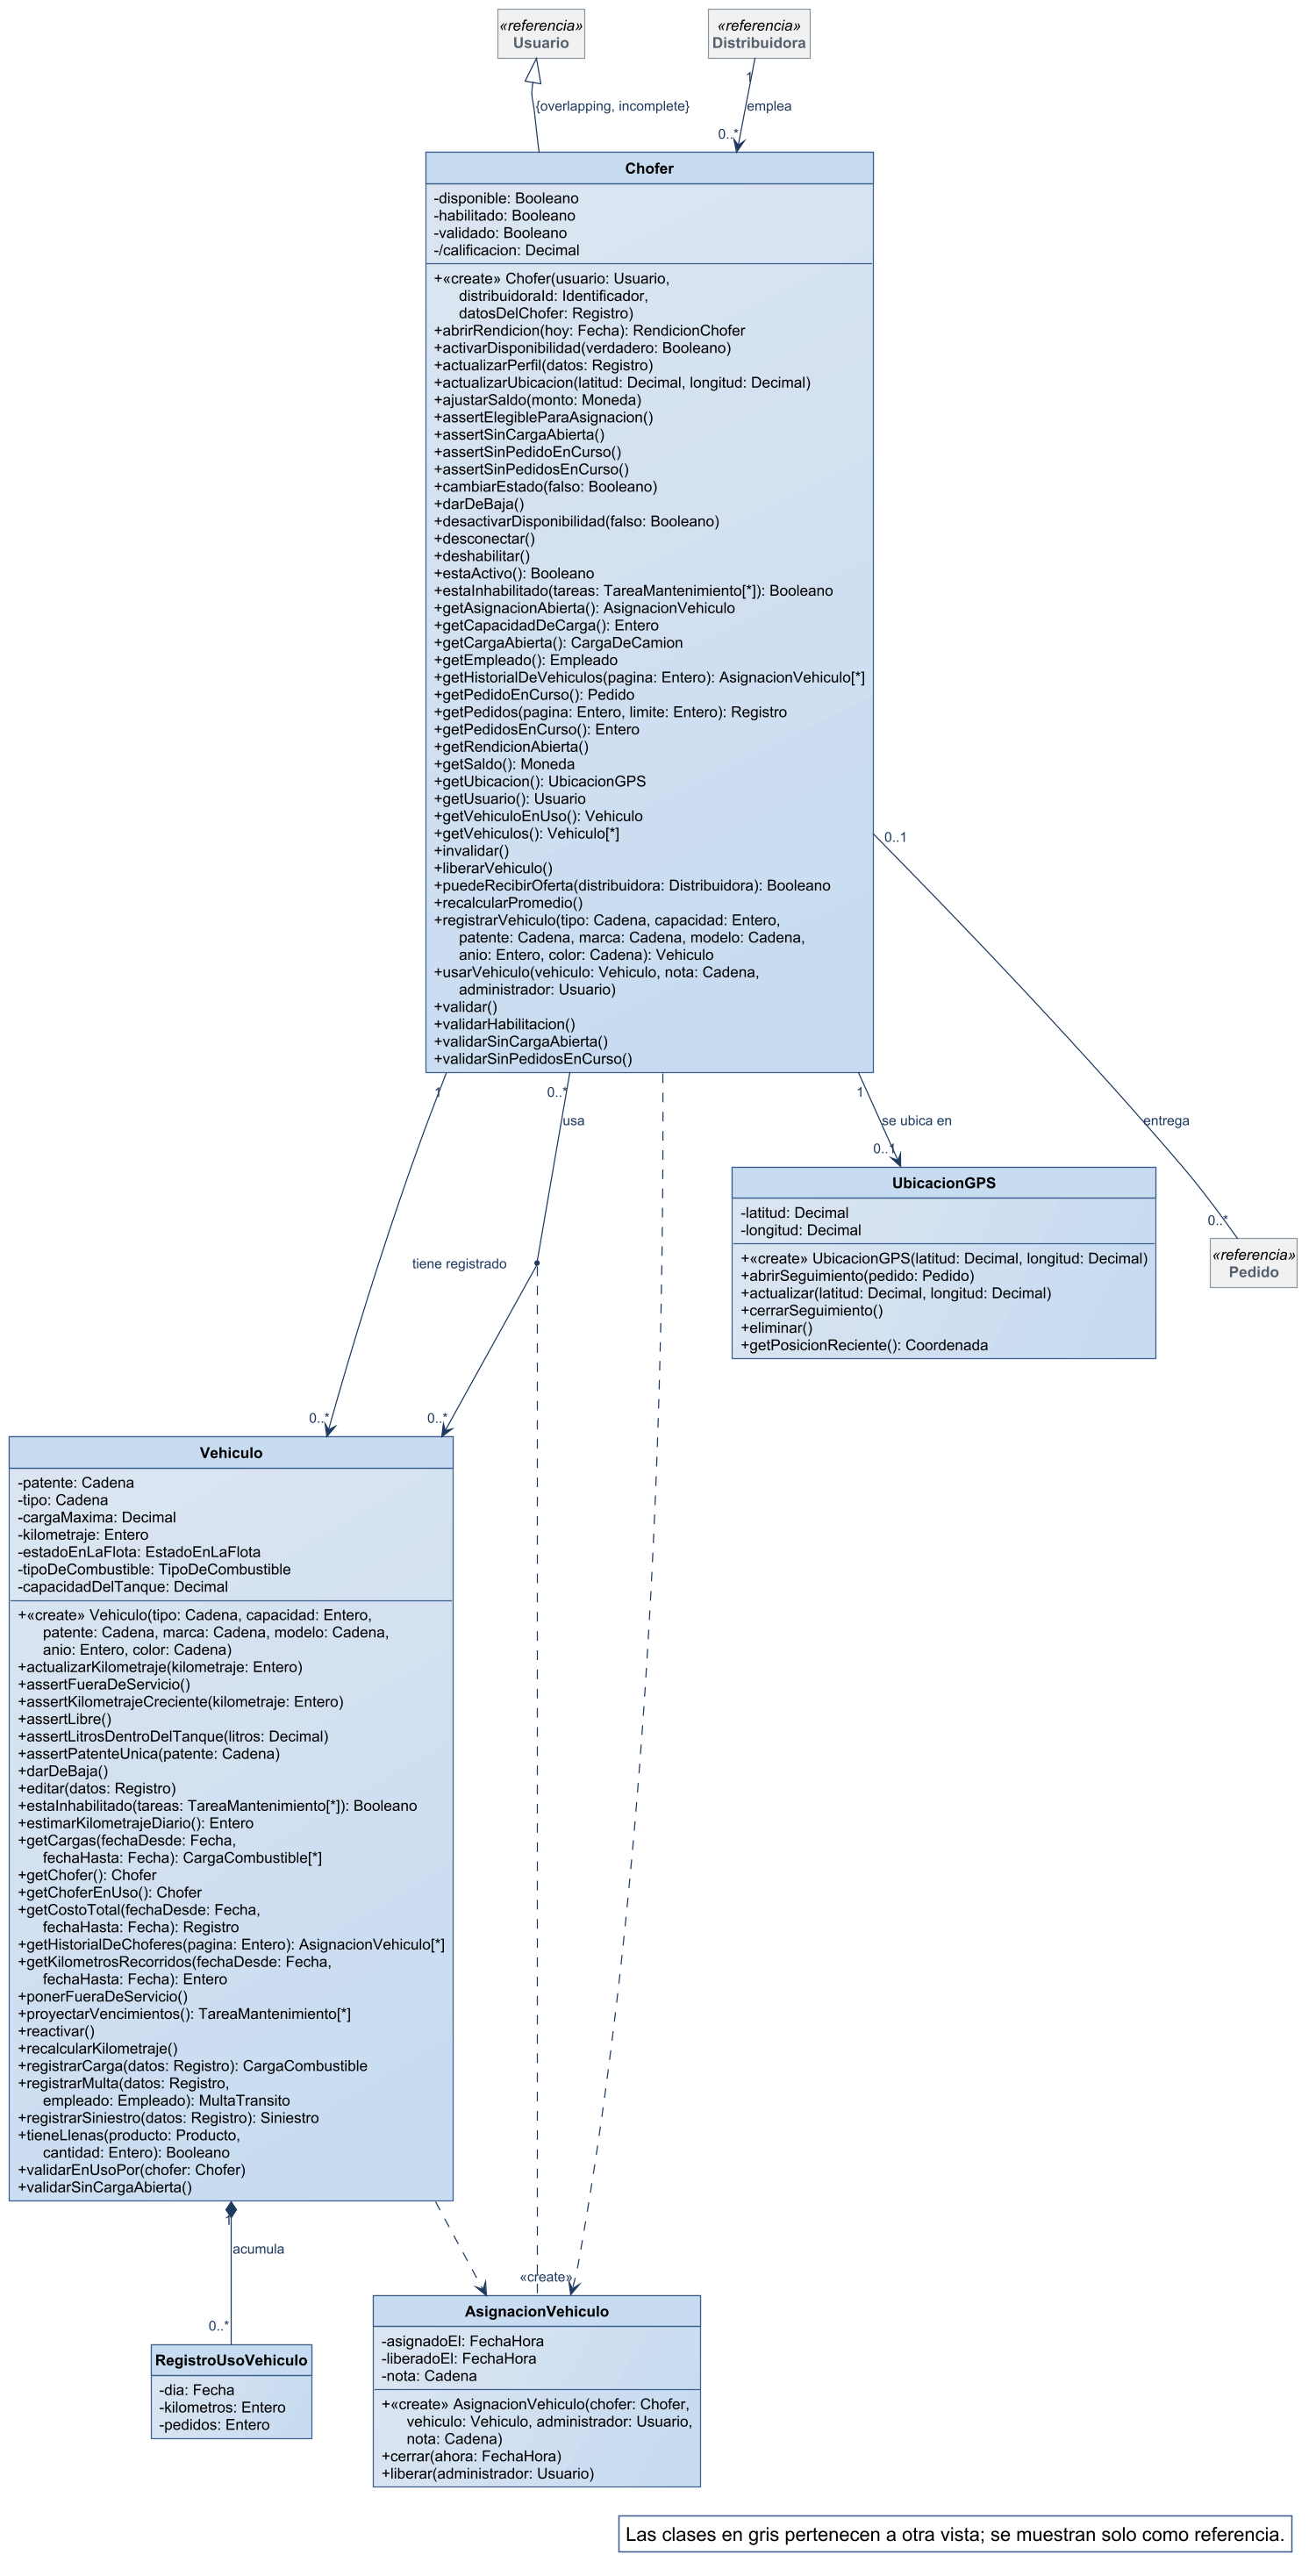 «referencia»
Usuario
«referencia»
Distribuidora
{overlapping, incomplete}
1
emplea
0..*
Chofer
-disponible: Booleano
-habilitado: Booleano
-validado: Booleano
-/calificacion: Decimal
+«create» Chofer(usuario: Usuario,
distribuidoraId: Identificador,
datosDelChofer: Registro)
+abrirRendicion(hoy: Fecha): RendicionChofer
+activarDisponibilidad(verdadero: Booleano)
+actualizarPerfil(datos: Registro)
+actualizarUbicacion(latitud: Decimal, longitud: Decimal)
+ajustarSaldo(monto: Moneda)
+assertElegibleParaAsignacion()
+assertSinCargaAbierta()
+assertSinPedidoEnCurso()
+assertSinPedidosEnCurso()
+cambiarEstado(falso: Booleano)
+darDeBaja()
+desactivarDisponibilidad(falso: Booleano)
+desconectar()
+deshabilitar()
+estaActivo(): Booleano
+estaInhabilitado(tareas: TareaMantenimiento[*]): Booleano
+getAsignacionAbierta(): AsignacionVehiculo
+getCapacidadDeCarga(): Entero
+getCargaAbierta(): CargaDeCamion
+getEmpleado(): Empleado
+getHistorialDeVehiculos(pagina: Entero): AsignacionVehiculo[*]
+getPedidoEnCurso(): Pedido
+getPedidos(pagina: Entero, limite: Entero): Registro
+getPedidosEnCurso(): Entero
+getRendicionAbierta()
+getSaldo(): Moneda
+getUbicacion(): UbicacionGPS
+getUsuario(): Usuario
+getVehiculoEnUso(): Vehiculo
+getVehiculos(): Vehiculo[*]
+invalidar()
+liberarVehiculo()
+puedeRecibirOferta(distribuidora: Distribuidora): Booleano
+recalcularPromedio()
+registrarVehiculo(tipo: Cadena, capacidad: Entero,
patente: Cadena, marca: Cadena, modelo: Cadena,
anio: Entero, color: Cadena): Vehiculo
+usarVehiculo(vehiculo: Vehiculo, nota: Cadena,
administrador: Usuario)
+validar()
+validarHabilitacion()
+validarSinCargaAbierta()
+validarSinPedidosEnCurso()
0..1
1
0..*
usa
1
se ubica en
0..1
entrega
0..*
UbicacionGPS
-latitud: Decimal
-longitud: Decimal
+«create» UbicacionGPS(latitud: Decimal, longitud: Decimal)
+abrirSeguimiento(pedido: Pedido)
+actualizar(latitud: Decimal, longitud: Decimal)
+cerrarSeguimiento()
+eliminar()
+getPosicionReciente(): Coordenada
«referencia»
Pedido
tiene registrado
0..*
0..*
Vehiculo
-patente: Cadena
-tipo: Cadena
-cargaMaxima: Decimal
-kilometraje: Entero
-estadoEnLaFlota: EstadoEnLaFlota
-tipoDeCombustible: TipoDeCombustible
-capacidadDelTanque: Decimal
+«create» Vehiculo(tipo: Cadena, capacidad: Entero,
patente: Cadena, marca: Cadena, modelo: Cadena,
anio: Entero, color: Cadena)
+actualizarKilometraje(kilometraje: Entero)
+assertFueraDeServicio()
+assertKilometrajeCreciente(kilometraje: Entero)
+assertLibre()
+assertLitrosDentroDelTanque(litros: Decimal)
+assertPatenteUnica(patente: Cadena)
+darDeBaja()
+editar(datos: Registro)
+estaInhabilitado(tareas: TareaMantenimiento[*]): Booleano
+estimarKilometrajeDiario(): Entero
+getCargas(fechaDesde: Fecha,
fechaHasta: Fecha): CargaCombustible[*]
+getChofer(): Chofer
+getChoferEnUso(): Chofer
+getCostoTotal(fechaDesde: Fecha,
fechaHasta: Fecha): Registro
+getHistorialDeChoferes(pagina: Entero): AsignacionVehiculo[*]
+getKilometrosRecorridos(fechaDesde: Fecha,
fechaHasta: Fecha): Entero
+ponerFueraDeServicio()
+proyectarVencimientos(): TareaMantenimiento[*]
+reactivar()
+recalcularKilometraje()
+registrarCarga(datos: Registro): CargaCombustible
+registrarMulta(datos: Registro,
empleado: Empleado): MultaTransito
+registrarSiniestro(datos: Registro): Siniestro
+tieneLlenas(producto: Producto,
cantidad: Entero): Booleano
+validarEnUsoPor(chofer: Chofer)
+validarSinCargaAbierta()
1
acumula
0..*
«create»
RegistroUsoVehiculo
-dia: Fecha
-kilometros: Entero
-pedidos: Entero
AsignacionVehiculo
-asignadoEl: FechaHora
-liberadoEl: FechaHora
-nota: Cadena
+«create» AsignacionVehiculo(chofer: Chofer,
vehiculo: Vehiculo, administrador: Usuario,
nota: Cadena)
+cerrar(ahora: FechaHora)
+liberar(administrador: Usuario)
Las clases en gris pertenecen a otra vista; se muestran solo como referencia.